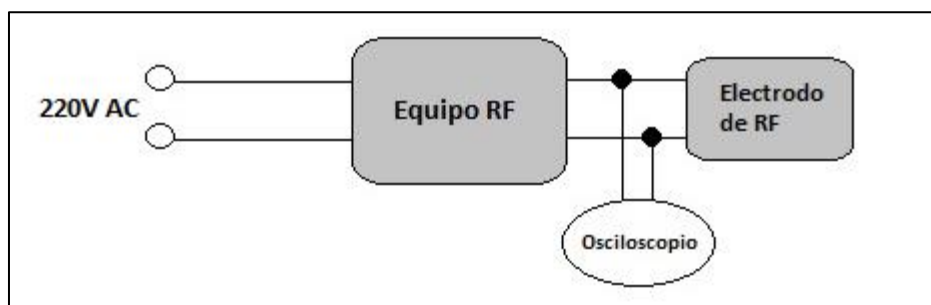 220V AC
Equipo RF
Electrodo
de RF
Osciloscopio